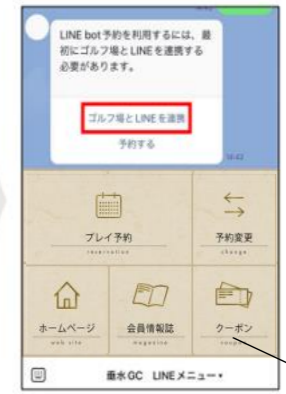 LINE bot予約を利用するには、最
初にゴルフ場とLINEを連携する
必要があります。
ゴルフ場とLINEを連携
予約する
プレイ予約
reservation
予約変更
change
ホームページ
web site
会員情報誌
magazine
クーポン
coupon
垂水GC LINEメニュー▾